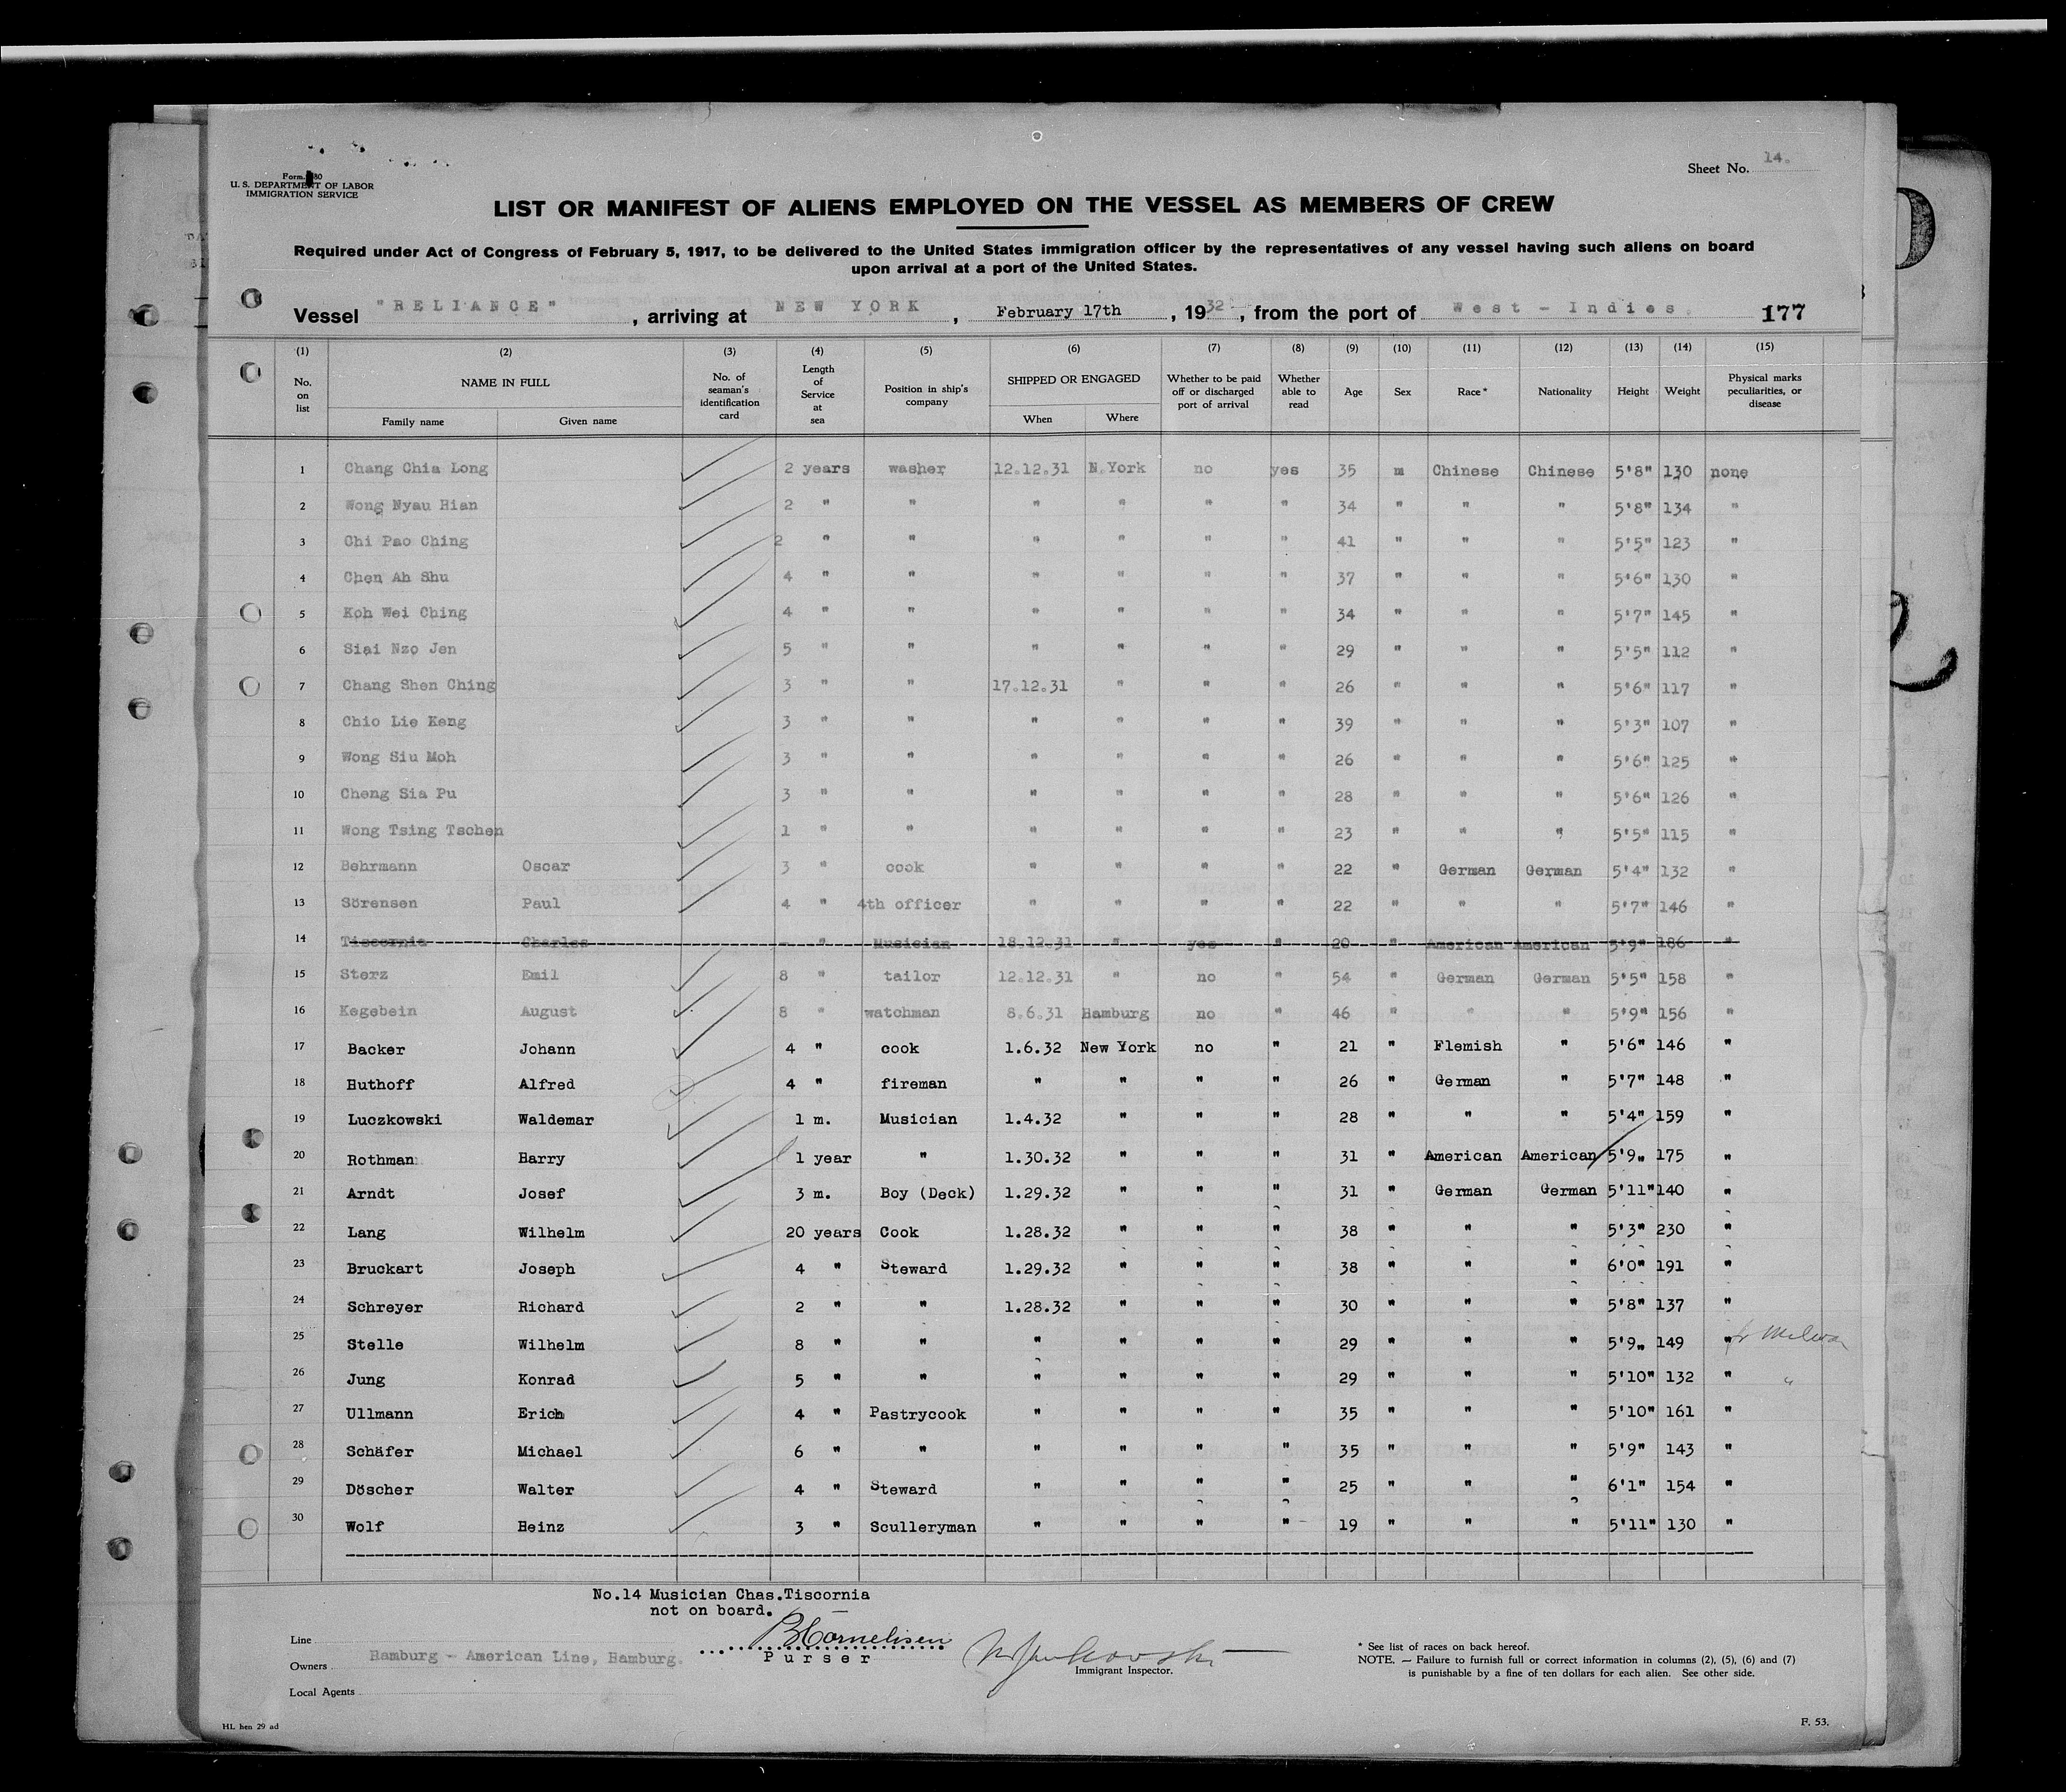 Sheet No. 14.
Form. 680
U. S. DEPARTMENT OF LABOR
IMMIGRATION SERVICE
LIST OR MANIFEST OF ALIENS EMPLOYED ON THE VESSEL AS MEMBERS OF CREW
Required under Act of Congress of February 5, 1917, to be delivered to the United States immigration officer by the representatives of any vessel having such aliens on board
upon arrival at a port of the United States.
Vessel "RELIANCE", arriving at NEW YORK, February 17th, 1932, from the port of West - Indies. 177
(1) (2) (3) (4) (5) (6) (7) (8) (9) (10) (11) (12) (13) (14) (15)
No. on list NAME IN FULL No. of seaman's identification card Length of Service at sea Position in ship's company SHIPPED OR ENGAGED Whether to be paid off or discharged port of arrival Whether able to read Age Sex Race* Nationality Height Weight Physical marks peculiarities, or disease
Family name Given name When Where
1 Chang Chia Long 2 years washer 12.12.31 N.York no yes 35 m Chinese Chinese 5'8" 130 none
2 Wong Nyau Hian 2 " " " " " " 34 " " " 5'8" 134 "
3 Chi Pao Ching 2 " " " " " " 41 " " " 5'5" 123 "
4 Chen Ah Shu 4 " " " " " " 37 " " " 5'6" 130 "
5 Koh Wei Ching 4 " " " " " " 34 " " " 5'7" 145 "
6 Siai Nzo Jen 5 " " " " " " 29 " " " 5'5" 112 "
7 Chang Shen Ching 3 " " 17.12.31 " " " 26 " " " 5'6" 117 "
8 Chio Lie Keng 3 " " " " " " 39 " " " 5'3" 107 "
9 Wong Siu Moh 3 " " " " " " 26 " " " 5'6" 125 "
10 Cheng Sia Pu 3 " " " " " " 28 " " " 5'6" 126 "
11 Wong Tsing Tschen 1 " " " " " " 23 " " " 5'5" 115 "
12 Behrmann Oscar 3 " cook " " " " 22 " German German 5'4" 132 "
13 Sörensen Paul 4 " 4th officer " " " " 22 " " " 5'7" 146 "
14 Tiscornia Charles - " Musician 18.12.31 " yes " 20 " American American 5'9" 186 "
15 Sterz Emil 8 " tailor 12.12.31 " no " 54 " German German 5'5" 158 "
16 Kegebein August 8 " watchman 8.6.31 Hamburg no " 46 " " " 5'9" 156 "
17 Backer Johann 4 " cook 1.6.32 New York no " 21 " Flemish " 5'6" 146 "
18 Huthoff Alfred 4 " fireman " " " " 26 " German " 5'7" 148 "
19 Luczkowski Waldemar 1 m. Musician 1.4.32 " " " 28 " " " 5'4" 159 "
20 Rothman Harry 1 year " 1.30.32 " " " 31 " American American 5'9" 175 "
21 Arndt Josef 3 m. Boy (Deck) 1.29.32 " " " 31 " German German 5'11" 140 "
22 Lang Wilhelm 20 years Cook 1.28.32 " " " 38 " " " 5'3" 230 "
23 Bruckart Joseph 4 " Steward 1.29.32 " " " 38 " " " 6'0" 191 "
24 Schreyer Richard 2 " " 1.28.32 " " " 30 " " " 5'8" 137 "
25 Stelle Wilhelm 8 " " " " " " 29 " " " 5'9" 149 "
26 Jung Konrad 5 " " " " " " 29 " " " 5'10" 132 " "
27 Ullmann Erich 4 " Pastrycook " " " " 35 " " " 5'10" 161 "
28 Schäfer Michael 6 " " " " " " 35 " " " 5'9" 143 "
29 Döscher Walter 4 " Steward " " " " 25 " " " 6'1" 154 "
30 Wolf Heinz 3 " Sculleryman " " " " 19 " " " 5'11" 130 "
No.14 Musician Chas.Tiscornia
not on board.
Line
BCornelisen
Owners Hamburg - American Line, Hamburg. Purser
Immigrant Inspector.
Local Agents
* See list of races on back hereof.
NOTE. — Failure to furnish full or correct information in columns (2), (5), (6) and (7)
is punishable by a fine of ten dollars for each alien. See other side.
HL hen 29 ad
F. 53.